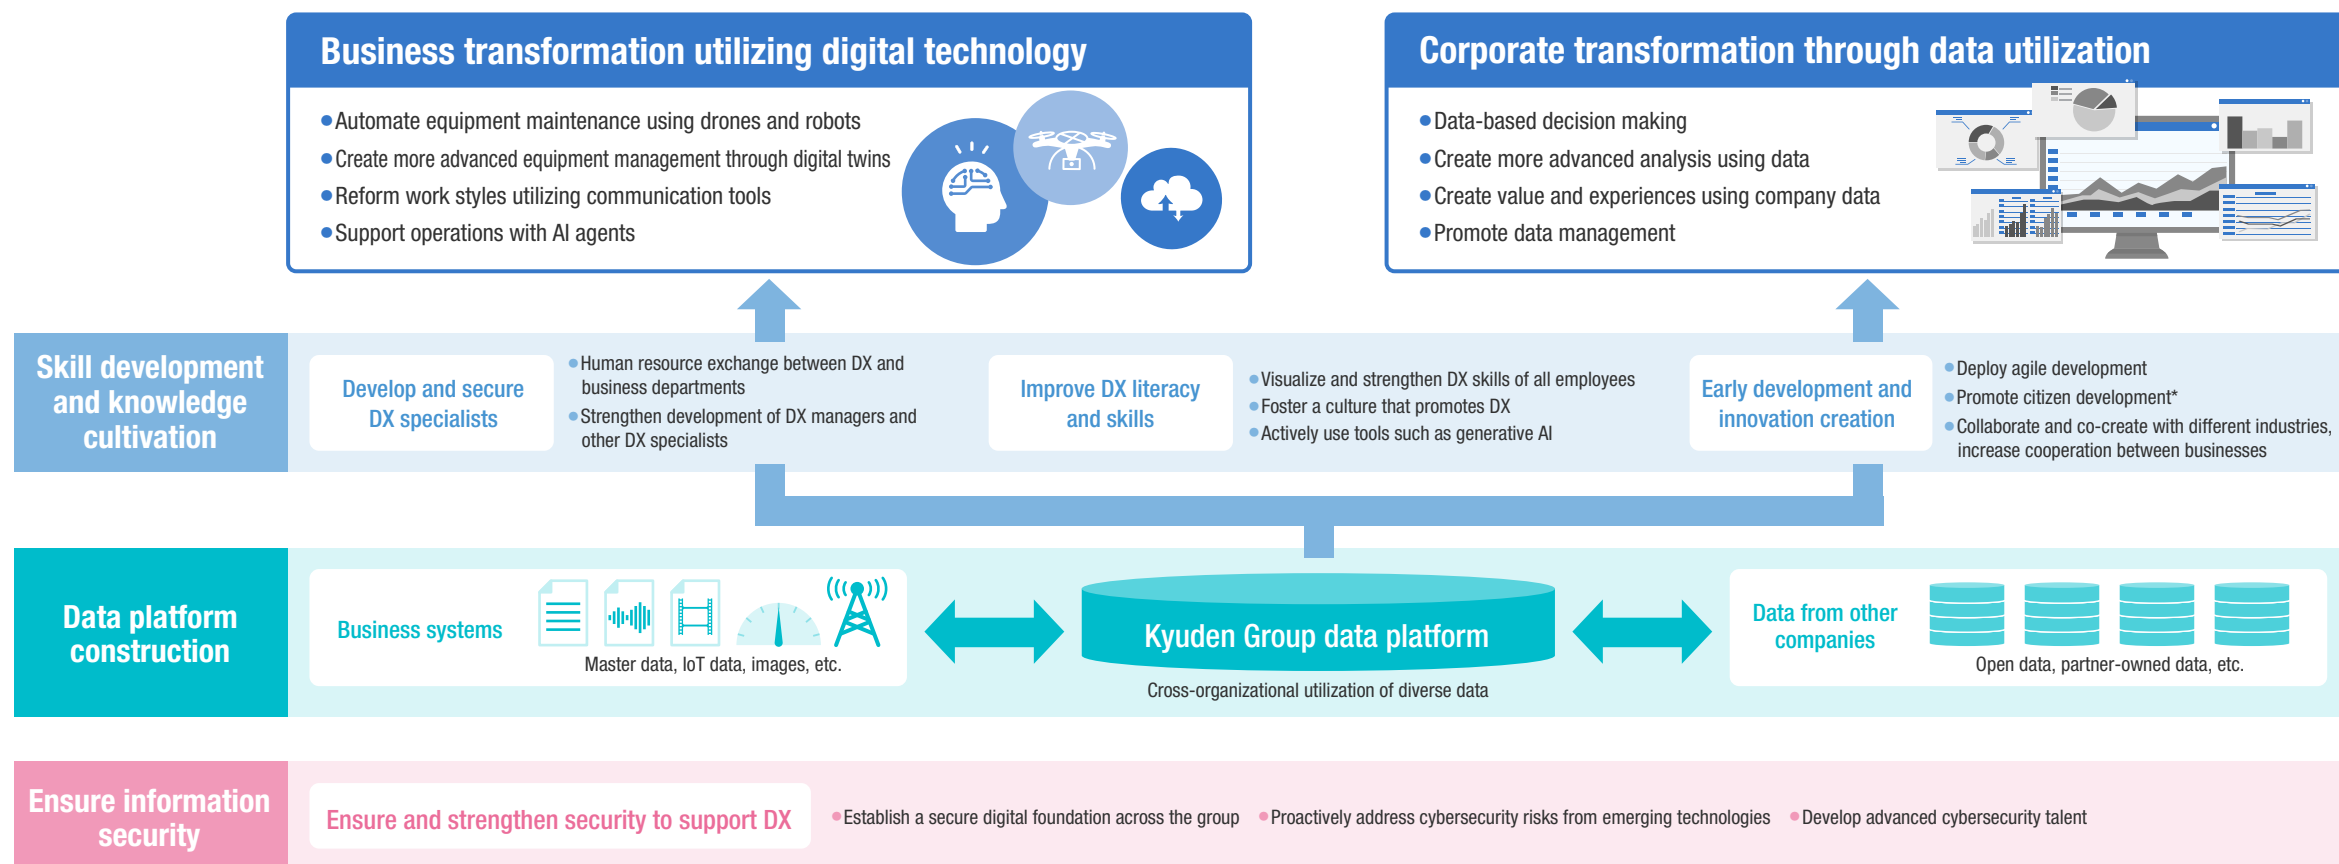 Business transformation utilizing digital technology
●Automate equipment maintenance using drones and robots
●Create more advanced equipment management through digital twins
●Reform work styles utilizing communication tools
●Support operations with AI agents
Corporate transformation through data utilization
●Data-based decision making
●Create more advanced analysis using data
●Create value and experiences using company data
●Promote data management
Skill development
and knowledge
cultivation
Develop and secure
DX specialists
●Human resource exchange between DX and
business departments
●Strengthen development of DX managers and
other DX specialists
Improve DX literacy
and skills
●Visualize and strengthen DX skills of all employees
●Foster a culture that promotes DX
●Actively use tools such as generative AI
Early development and
innovation creation
●Deploy agile development
●Promote citizen development*
●Collaborate and co-create with different industries,
increase cooperation between businesses
Data platform
construction
Business systems
Master data, IoT data, images, etc.
Kyuden Group data platform
Cross-organizational utilization of diverse data
Data from other
companies
Open data, partner-owned data, etc.
Ensure information
security
Ensure and strengthen security to support DX
●Establish a secure digital foundation across the group ●Proactively address cybersecurity risks from emerging technologies ●Develop advanced cybersecurity talent